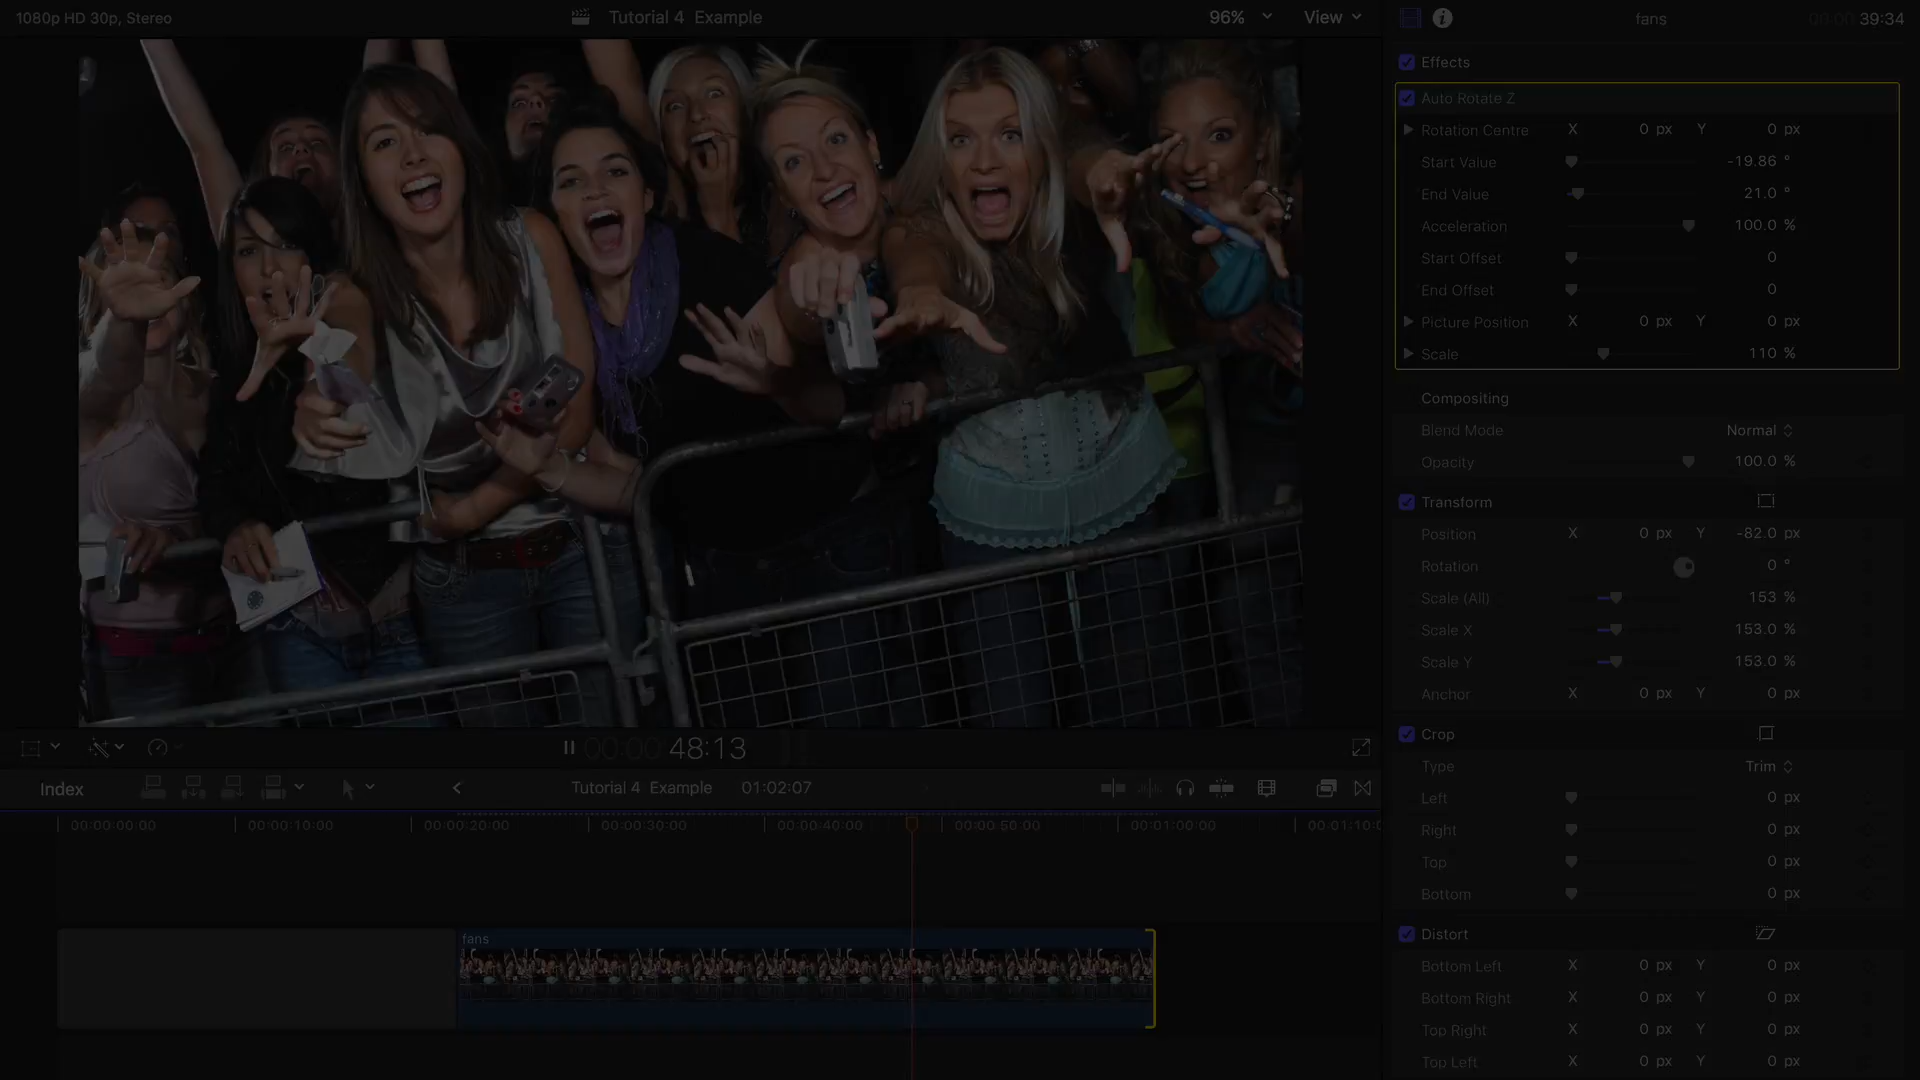 1080p HD 30p, Stereo
Tutorial 4 Example
96%
View
fans
00:00:39:34
Effects
Auto Rotate Z
Rotation Centre X 0 px Y 0 px
Start Value -19.86 °
End Value 21.0 °
Acceleration 100.0 %
Start Offset 0
End Offset 0
Picture Position X 0 px Y 0 px
Scale 110 %
Compositing
Blend Mode Normal
Opacity 100.0 %
Transform
Position X 0 px Y -82.0 px
Rotation 0 °
Scale (All) 153 %
Scale X 153.0 %
Scale Y 153.0 %
Anchor X 0 px Y 0 px
Crop
Type Trim
Left 0 px
Right 0 px
Top 0 px
Bottom 0 px
Distort
Bottom Left X 0 px Y 0 px
Bottom Right X 0 px Y 0 px
Top Right X 0 px Y 0 px
Top Left X 0 px Y 0 px
00:00:48:13
Index
Tutorial 4 Example 01:02:07
00:00:00:00 00:00:10:00 00:00:20:00 00:00:30:00 00:00:40:00 00:00:50:00 00:01:00:00 00:01:10:0
fans